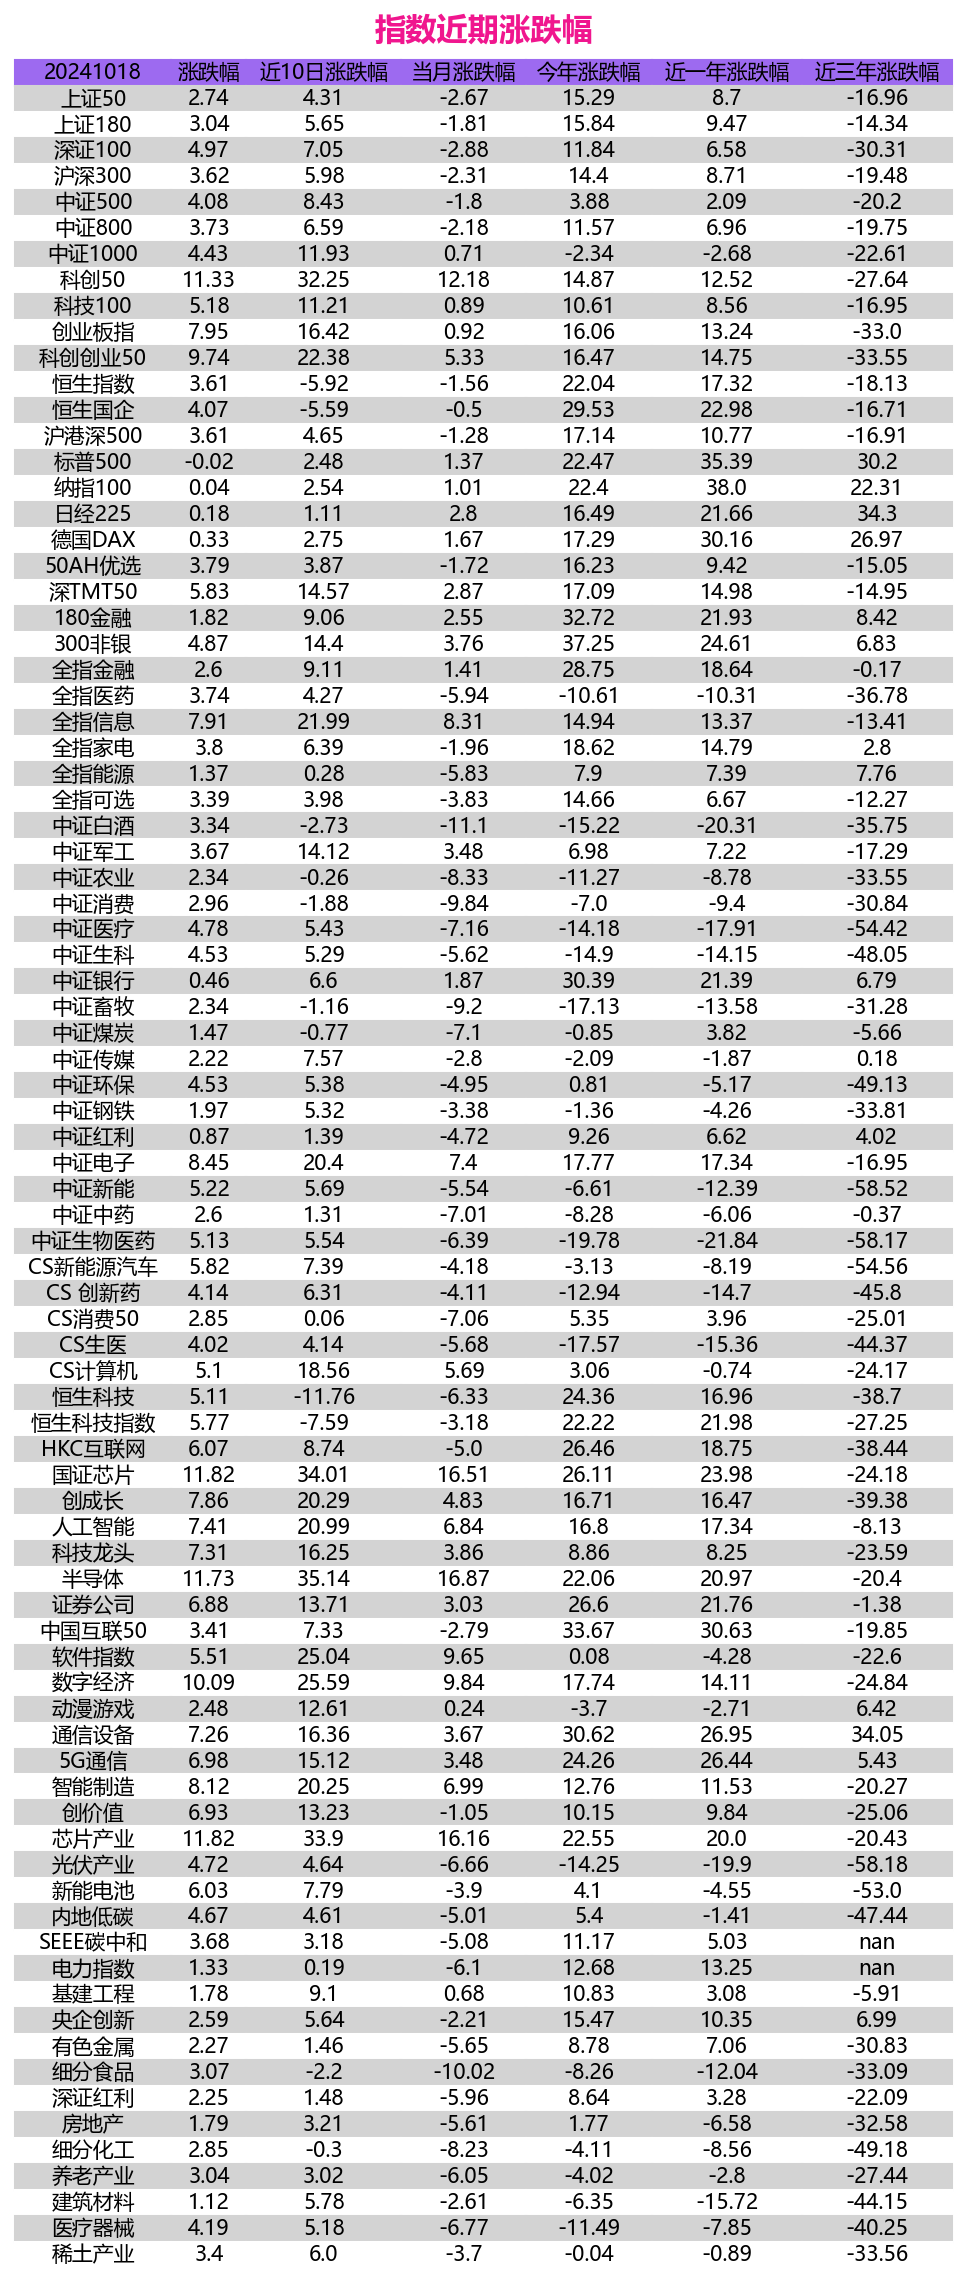 指数近期涨跌幅
20241018 涨跌幅 近10日涨跌幅 当月涨跌幅 今年涨跌幅 近一年涨跌幅 近三年涨跌幅
上证50 2.74 4.31 -2.67 15.29 8.7 -16.96
上证180 3.04 5.65 -1.81 15.84 9.47 -14.34
深证100 4.97 7.05 -2.88 11.84 6.58 -30.31
沪深300 3.62 5.98 -2.31 14.4 8.71 -19.48
中证500 4.08 8.43 -1.8 3.88 2.09 -20.2
中证800 3.73 6.59 -2.18 11.57 6.96 -19.75
中证1000 4.43 11.93 0.71 -2.34 -2.68 -22.61
科创50 11.33 32.25 12.18 14.87 12.52 -27.64
科技100 5.18 11.21 0.89 10.61 8.56 -16.95
创业板指 7.95 16.42 0.92 16.06 13.24 -33.0
科创创业50 9.74 22.38 5.33 16.47 14.75 -33.55
恒生指数 3.61 -5.92 -1.56 22.04 17.32 -18.13
恒生国企 4.07 -5.59 -0.5 29.53 22.98 -16.71
沪港深500 3.61 4.65 -1.28 17.14 10.77 -16.91
标普500 -0.02 2.48 1.37 22.47 35.39 30.2
纳指100 0.04 2.54 1.01 22.4 38.0 22.31
日经225 0.18 1.11 2.8 16.49 21.66 34.3
德国DAX 0.33 2.75 1.67 17.29 30.16 26.97
50AH优选 3.79 3.87 -1.72 16.23 9.42 -15.05
深TMT50 5.83 14.57 2.87 17.09 14.98 -14.95
180金融 1.82 9.06 2.55 32.72 21.93 8.42
300非银 4.87 14.4 3.76 37.25 24.61 6.83
全指金融 2.6 9.11 1.41 28.75 18.64 -0.17
全指医药 3.74 4.27 -5.94 -10.61 -10.31 -36.78
全指信息 7.91 21.99 8.31 14.94 13.37 -13.41
全指家电 3.8 6.39 -1.96 18.62 14.79 2.8
全指能源 1.37 0.28 -5.83 7.9 7.39 7.76
全指可选 3.39 3.98 -3.83 14.66 6.67 -12.27
中证白酒 3.34 -2.73 -11.1 -15.22 -20.31 -35.75
中证军工 3.67 14.12 3.48 6.98 7.22 -17.29
中证农业 2.34 -0.26 -8.33 -11.27 -8.78 -33.55
中证消费 2.96 -1.88 -9.84 -7.0 -9.4 -30.84
中证医疗 4.78 5.43 -7.16 -14.18 -17.91 -54.42
中证生科 4.53 5.29 -5.62 -14.9 -14.15 -48.05
中证银行 0.46 6.6 1.87 30.39 21.39 6.79
中证畜牧 2.34 -1.16 -9.2 -17.13 -13.58 -31.28
中证煤炭 1.47 -0.77 -7.1 -0.85 3.82 -5.66
中证传媒 2.22 7.57 -2.8 -2.09 -1.87 0.18
中证环保 4.53 5.38 -4.95 0.81 -5.17 -49.13
中证钢铁 1.97 5.32 -3.38 -1.36 -4.26 -33.81
中证红利 0.87 1.39 -4.72 9.26 6.62 4.02
中证电子 8.45 20.4 7.4 17.77 17.34 -16.95
中证新能 5.22 5.69 -5.54 -6.61 -12.39 -58.52
中证中药 2.6 1.31 -7.01 -8.28 -6.06 -0.37
中证生物医药 5.13 5.54 -6.39 -19.78 -21.84 -58.17
CS新能源汽车 5.82 7.39 -4.18 -3.13 -8.19 -54.56
CS 创新药 4.14 6.31 -4.11 -12.94 -14.7 -45.8
CS消费50 2.85 0.06 -7.06 5.35 3.96 -25.01
CS生医 4.02 4.14 -5.68 -17.57 -15.36 -44.37
CS计算机 5.1 18.56 5.69 3.06 -0.74 -24.17
恒生科技 5.11 -11.76 -6.33 24.36 16.96 -38.7
恒生科技指数 5.77 -7.59 -3.18 22.22 21.98 -27.25
HKC互联网 6.07 8.74 -5.0 26.46 18.75 -38.44
国证芯片 11.82 34.01 16.51 26.11 23.98 -24.18
创成长 7.86 20.29 4.83 16.71 16.47 -39.38
人工智能 7.41 20.99 6.84 16.8 17.34 -8.13
科技龙头 7.31 16.25 3.86 8.86 8.25 -23.59
半导体 11.73 35.14 16.87 22.06 20.97 -20.4
证券公司 6.88 13.71 3.03 26.6 21.76 -1.38
中国互联50 3.41 7.33 -2.79 33.67 30.63 -19.85
软件指数 5.51 25.04 9.65 0.08 -4.28 -22.6
数字经济 10.09 25.59 9.84 17.74 14.11 -24.84
动漫游戏 2.48 12.61 0.24 -3.7 -2.71 6.42
通信设备 7.26 16.36 3.67 30.62 26.95 34.05
5G通信 6.98 15.12 3.48 24.26 26.44 5.43
智能制造 8.12 20.25 6.99 12.76 11.53 -20.27
创价值 6.93 13.23 -1.05 10.15 9.84 -25.06
芯片产业 11.82 33.9 16.16 22.55 20.0 -20.43
光伏产业 4.72 4.64 -6.66 -14.25 -19.9 -58.18
新能电池 6.03 7.79 -3.9 4.1 -4.55 -53.0
内地低碳 4.67 4.61 -5.01 5.4 -1.41 -47.44
SEEE碳中和 3.68 3.18 -5.08 11.17 5.03 nan
电力指数 1.33 0.19 -6.1 12.68 13.25 nan
基建工程 1.78 9.1 0.68 10.83 3.08 -5.91
央企创新 2.59 5.64 -2.21 15.47 10.35 6.99
有色金属 2.27 1.46 -5.65 8.78 7.06 -30.83
细分食品 3.07 -2.2 -10.02 -8.26 -12.04 -33.09
深证红利 2.25 1.48 -5.96 8.64 3.28 -22.09
房地产 1.79 3.21 -5.61 1.77 -6.58 -32.58
细分化工 2.85 -0.3 -8.23 -4.11 -8.56 -49.18
养老产业 3.04 3.02 -6.05 -4.02 -2.8 -27.44
建筑材料 1.12 5.78 -2.61 -6.35 -15.72 -44.15
医疗器械 4.19 5.18 -6.77 -11.49 -7.85 -40.25
稀土产业 3.4 6.0 -3.7 -0.04 -0.89 -33.56